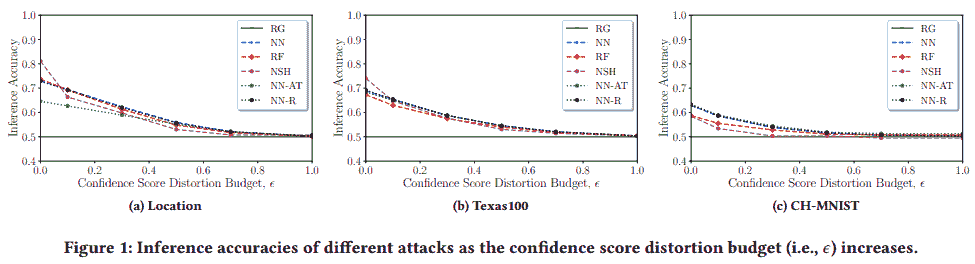 1.0
0.9
0.8
0.7
0.6
0.5
0.4
Inference Accuracy
0.0 0.2 0.4 0.6 0.8 1.0
Confidence Score Distortion Budget, ϵ
RG
NN
RF
NSH
NN-AT
NN-R
(a) Location
1.0
0.9
0.8
0.7
0.6
0.5
0.4
Inference Accuracy
0.0 0.2 0.4 0.6 0.8 1.0
Confidence Score Distortion Budget, ϵ
RG
NN
RF
NSH
NN-AT
NN-R
(b) Texas100
1.0
0.9
0.8
0.7
0.6
0.5
0.4
Inference Accuracy
0.0 0.2 0.4 0.6 0.8 1.0
Confidence Score Distortion Budget, ϵ
RG
NN
RF
NSH
NN-AT
NN-R
(c) CH-MNIST
Figure 1: Inference accuracies of different attacks as the confidence score distortion budget (i.e., ϵ) increases.